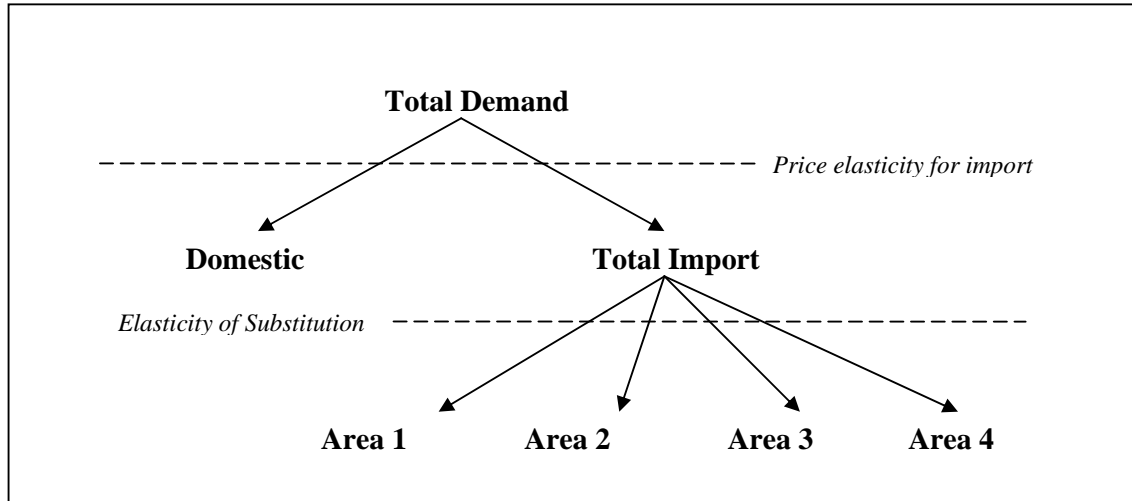 Total Demand
Price elasticity for import
Domestic
Total Import
Elasticity of Substitution
Area 1
Area 2
Area 3
Area 4